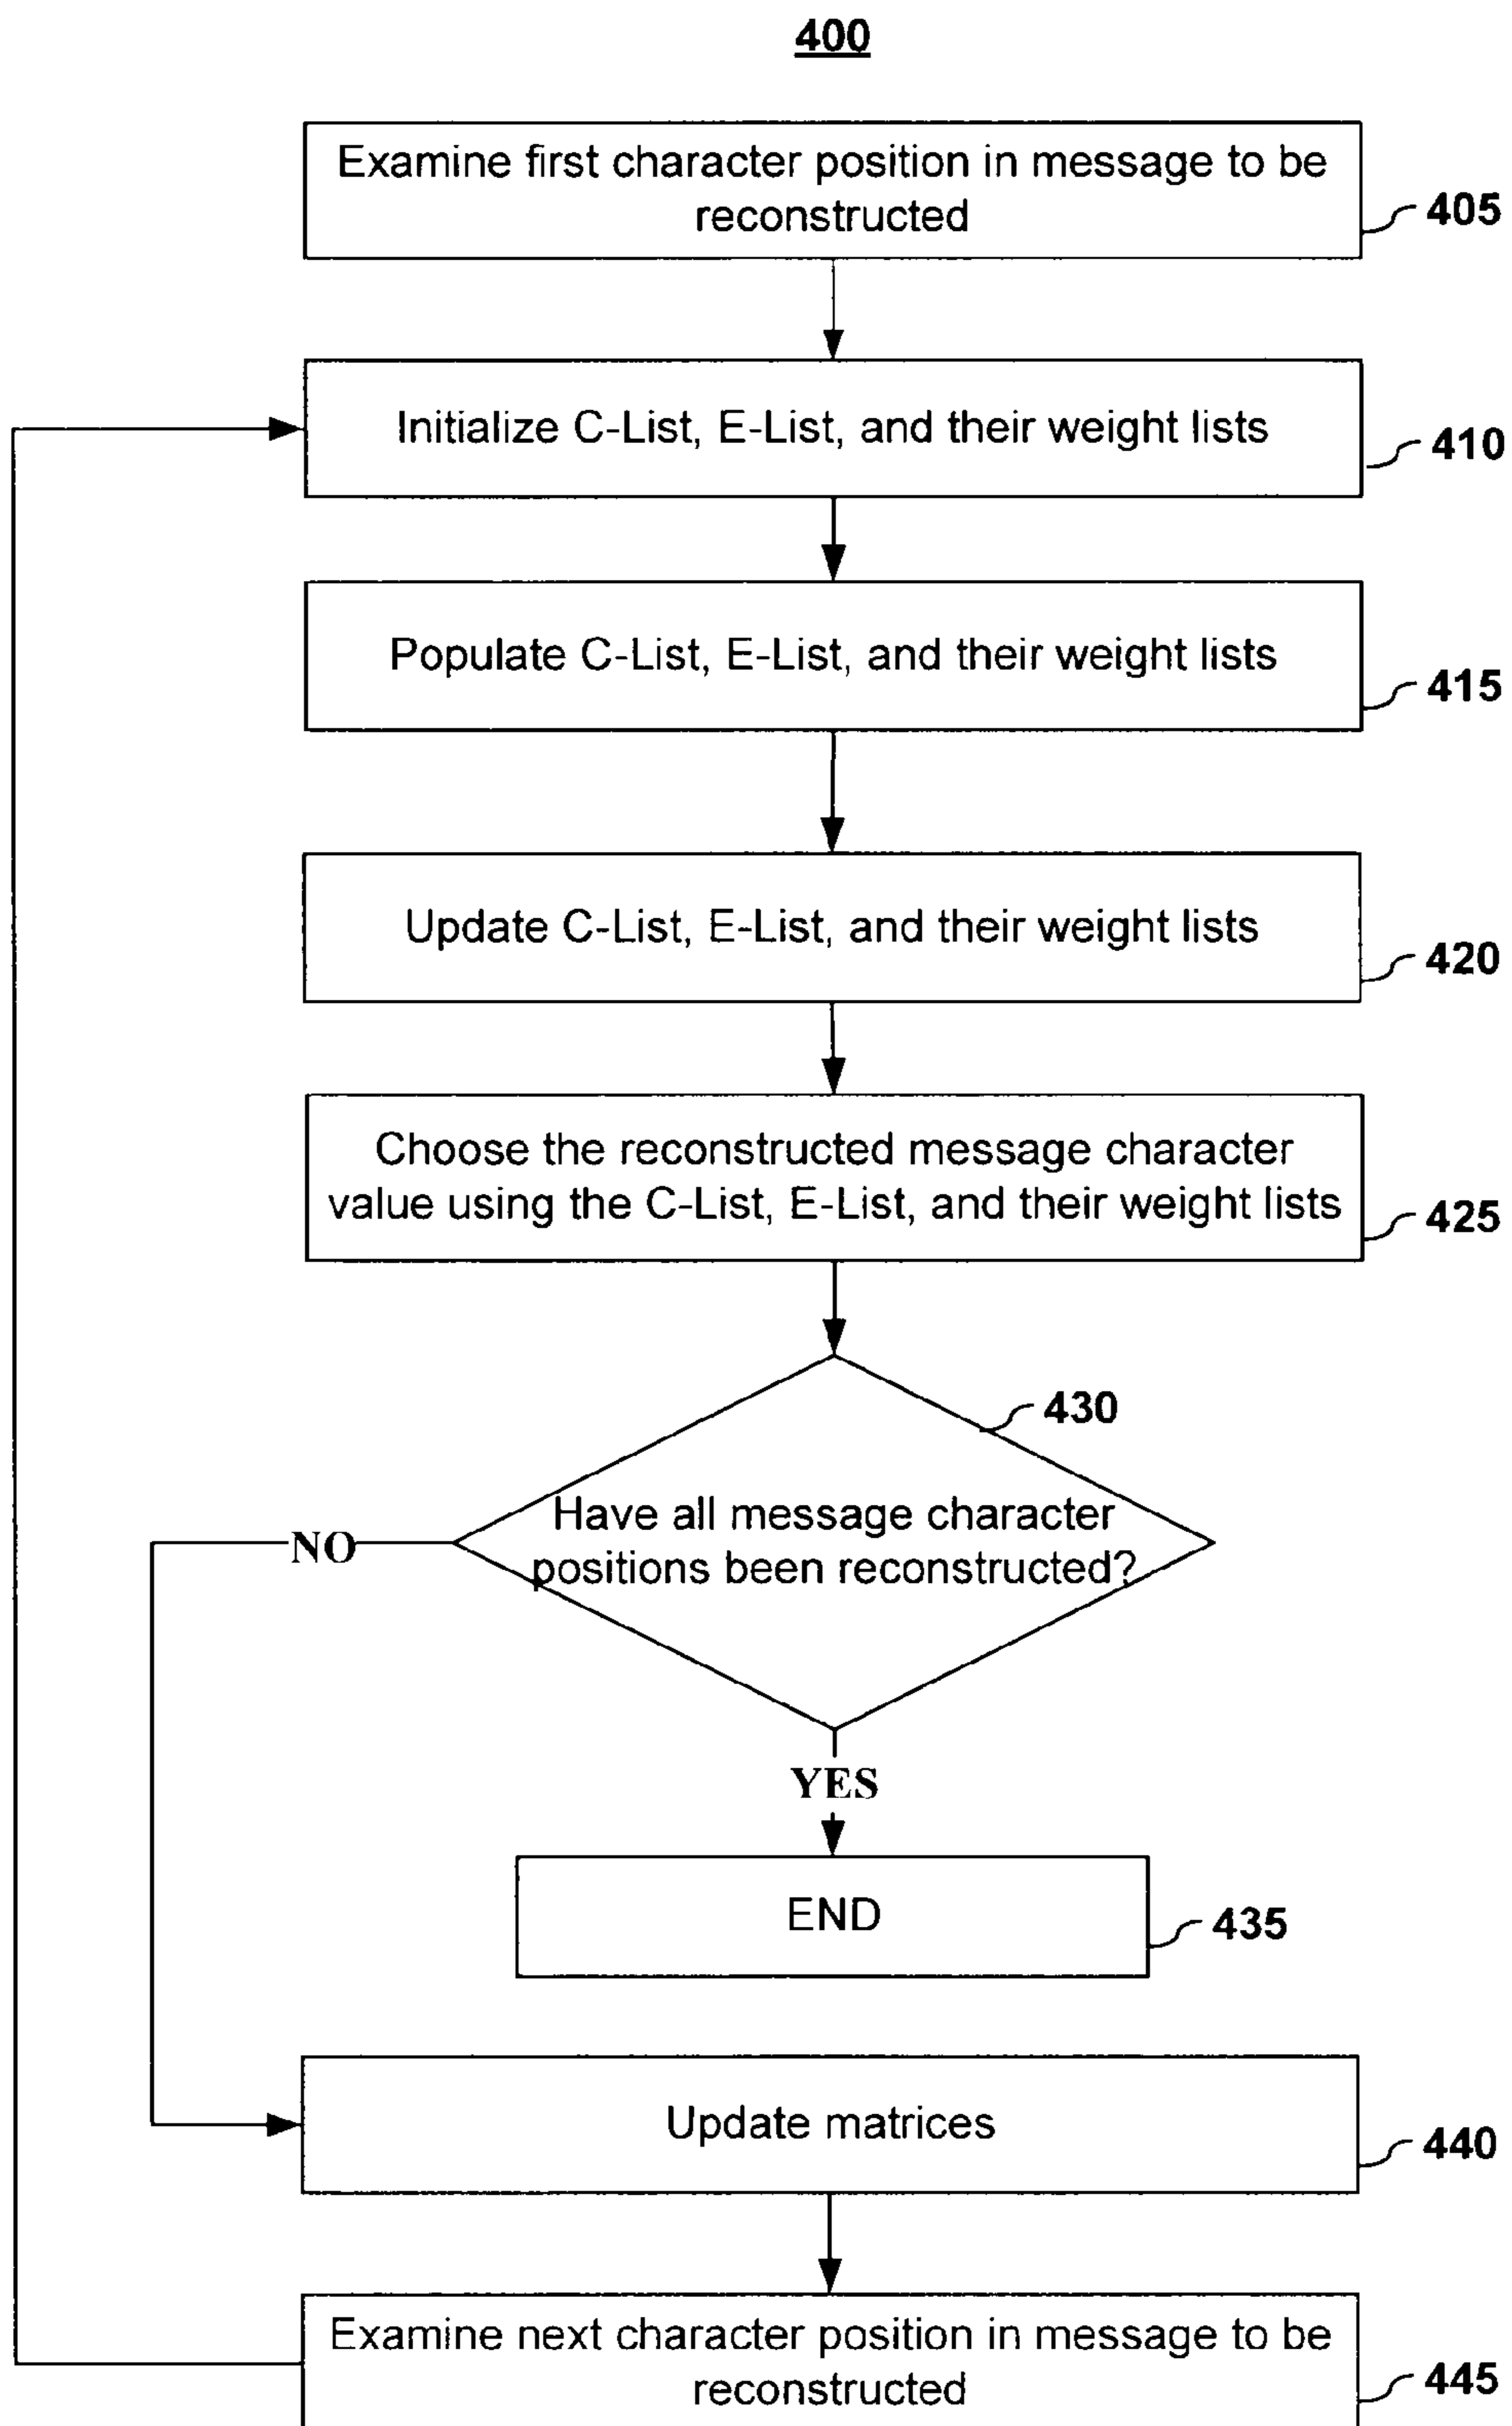 400
Examine first character position in message to be
reconstructed
405
Initialize C-List, E-List, and their weight lists
410
Populate C-List, E-List, and their weight lists
415
Update C-List, E-List, and their weight lists
420
Choose the reconstructed message character
value using the C-List, E-List, and their weight lists
425
430
Have all message character
positions been reconstructed?
NO
YES
END
435
Update matrices
440
Examine next character position in message to be
reconstructed
445